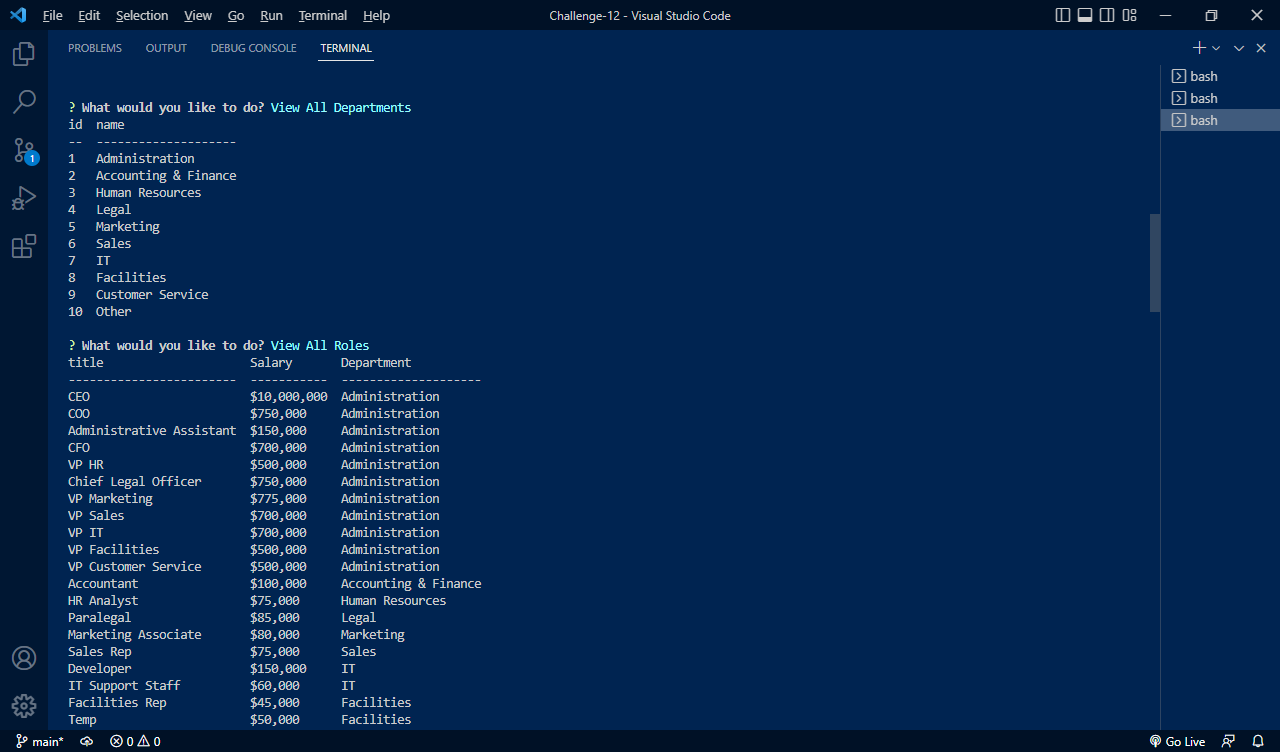 File Edit Selection View Go Run Terminal Help Challenge-12 - Visual Studio Code
PROBLEMS OUTPUT DEBUG CONSOLE TERMINAL
bash
bash
bash
1
? What would you like to do? View All Departments
id name
-- --------------------
1 Administration
2 Accounting & Finance
3 Human Resources
4 Legal
5 Marketing
6 Sales
7 IT
8 Facilities
9 Customer Service
10 Other
? What would you like to do? View All Roles
title Salary Department
------------------------ ----------- --------------------
CEO $10,000,000 Administration
COO $750,000 Administration
Administrative Assistant $150,000 Administration
CFO $700,000 Administration
VP HR $500,000 Administration
Chief Legal Officer $750,000 Administration
VP Marketing $775,000 Administration
VP Sales $700,000 Administration
VP IT $700,000 Administration
VP Facilities $500,000 Administration
VP Customer Service $500,000 Administration
Accountant $100,000 Accounting & Finance
HR Analyst $75,000 Human Resources
Paralegal $85,000 Legal
Marketing Associate $80,000 Marketing
Sales Rep $75,000 Sales
Developer $150,000 IT
IT Support Staff $60,000 IT
Facilities Rep $45,000 Facilities
Temp $50,000 Facilities
main* 0 0 Go Live